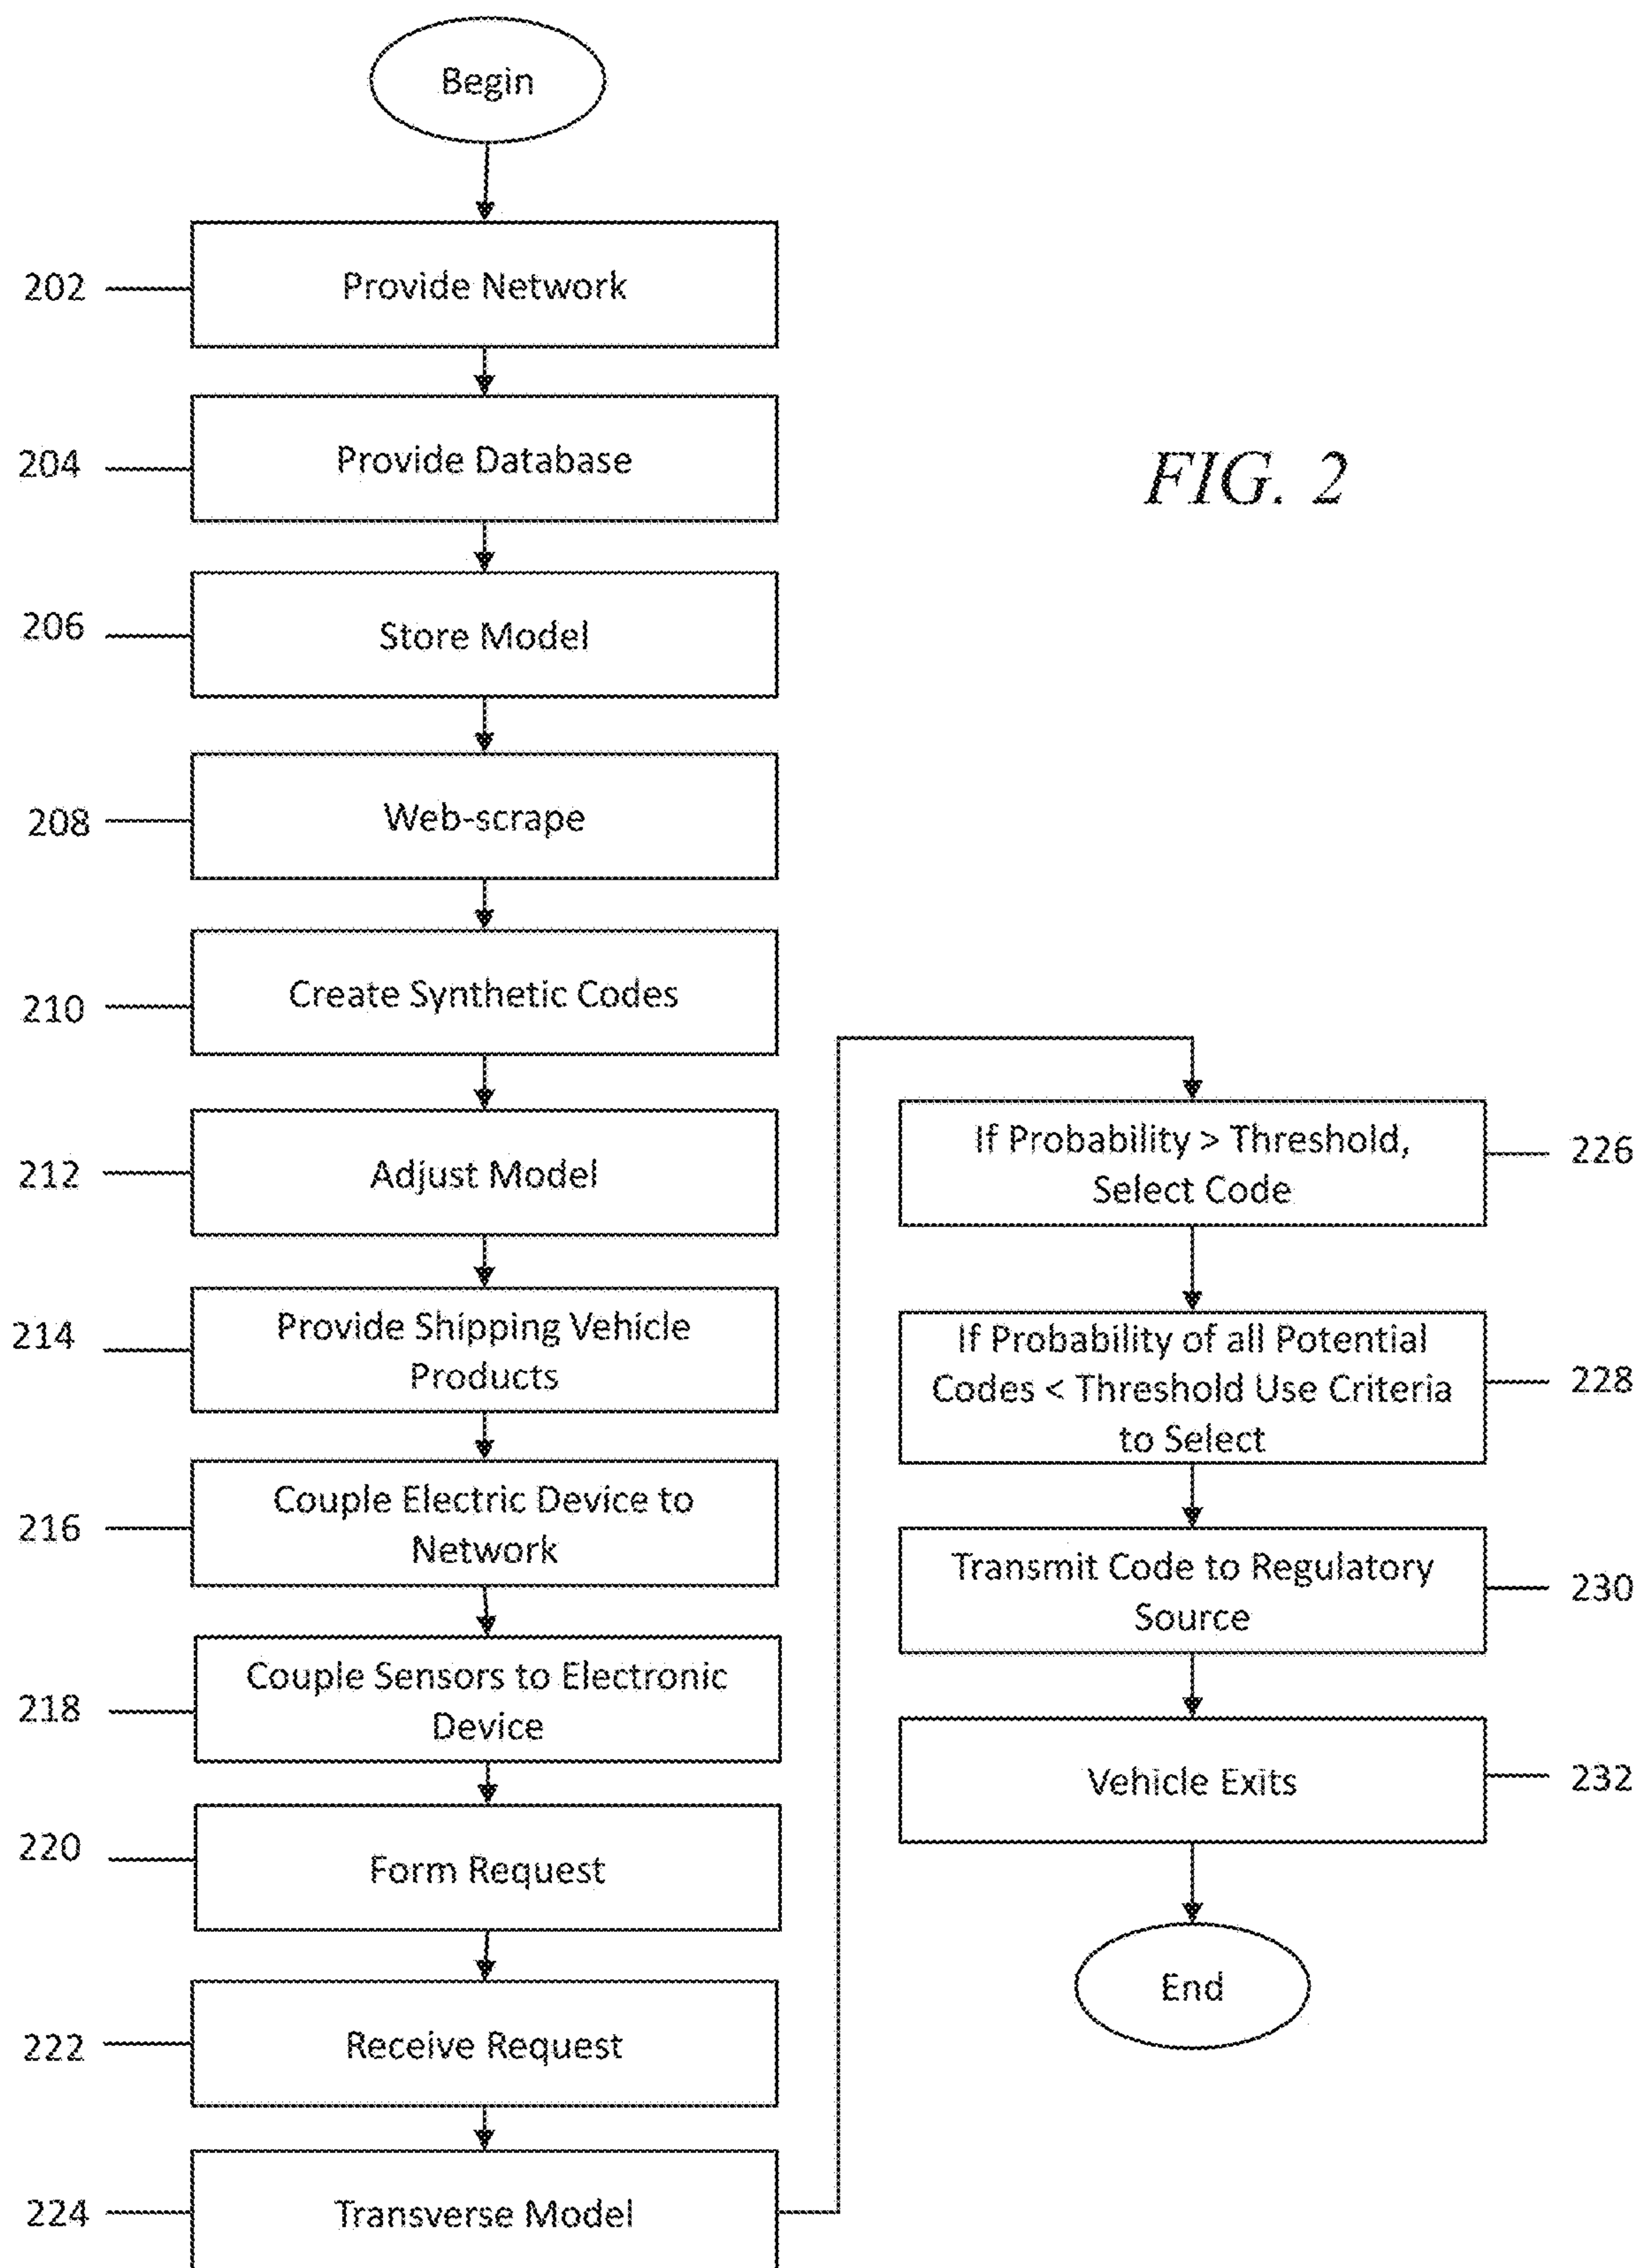 Begin
202
Provide Network
204
Provide Database
FIG. 2
206
Store Model
208
Web-scrape
210
Create Synthetic Codes
212
Adjust Model
214
Provide Shipping Vehicle
Products
216
Couple Electric Device to
Network
218
Couple Sensors to Electronic
Device
220
Form Request
222
Receive Request
224
Transverse Model
If Probability > Threshold,
Select Code
226
If Probability of all Potential
Codes < Threshold Use Criteria
to Select
228
Transmit Code to Regulatory
Source
230
Vehicle Exits
232
End